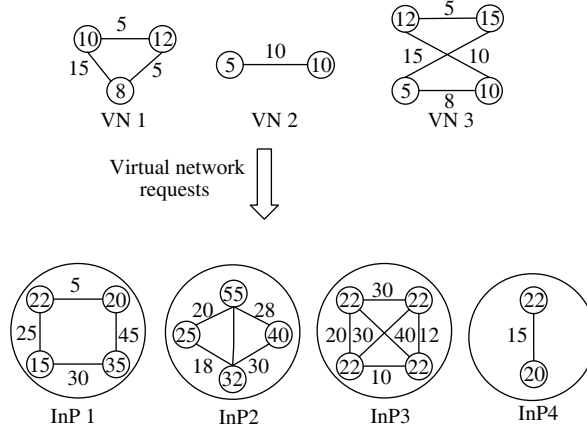 12 5 15
10 5 12
15 5
8
5 10 10
15 10
5 8 10
VN 1
VN 2
VN 3
Virtual network
requests
22 5 20
25 45
15 30 35
55
20 28
25 40
18 30
32
22 30 22
20 30 40 12
22 10 22
22
15
20
InP 1
InP2
InP3
InP4